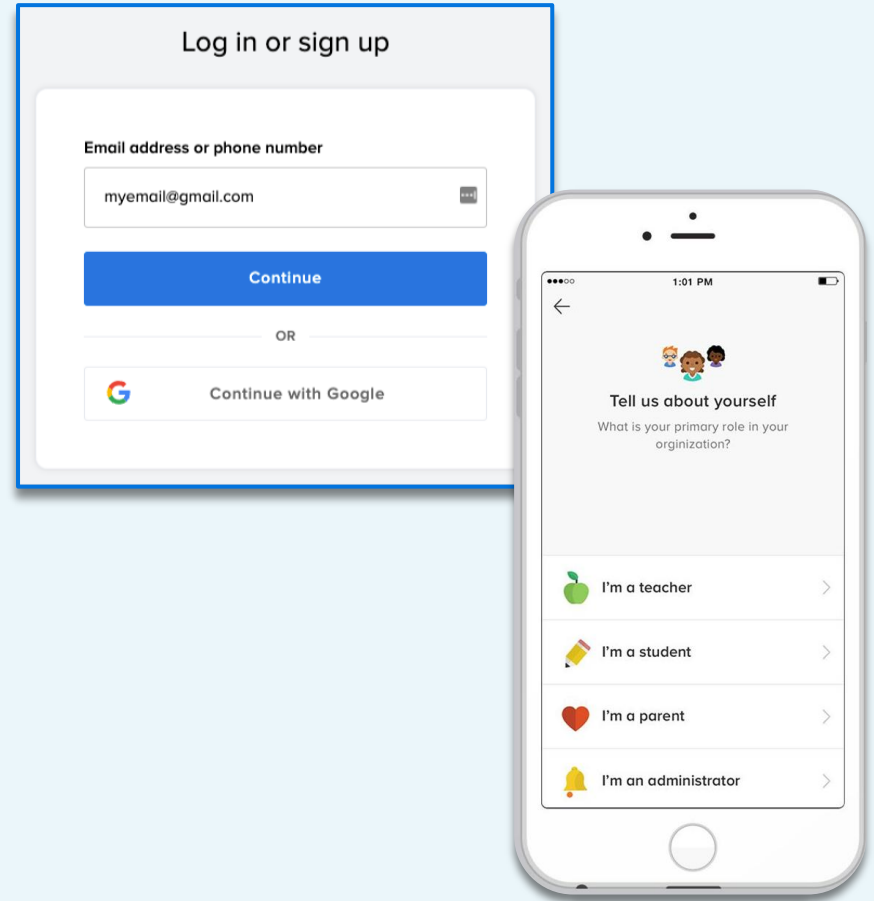 Log in or sign up
Email address or phone number
myemail@gmail.com
Continue
OR
Continue with Google
1:01 PM
Tell us about yourself
What is your primary role in your
orginization?
I'm a teacher
I'm a student
I'm a parent
I'm an administrator